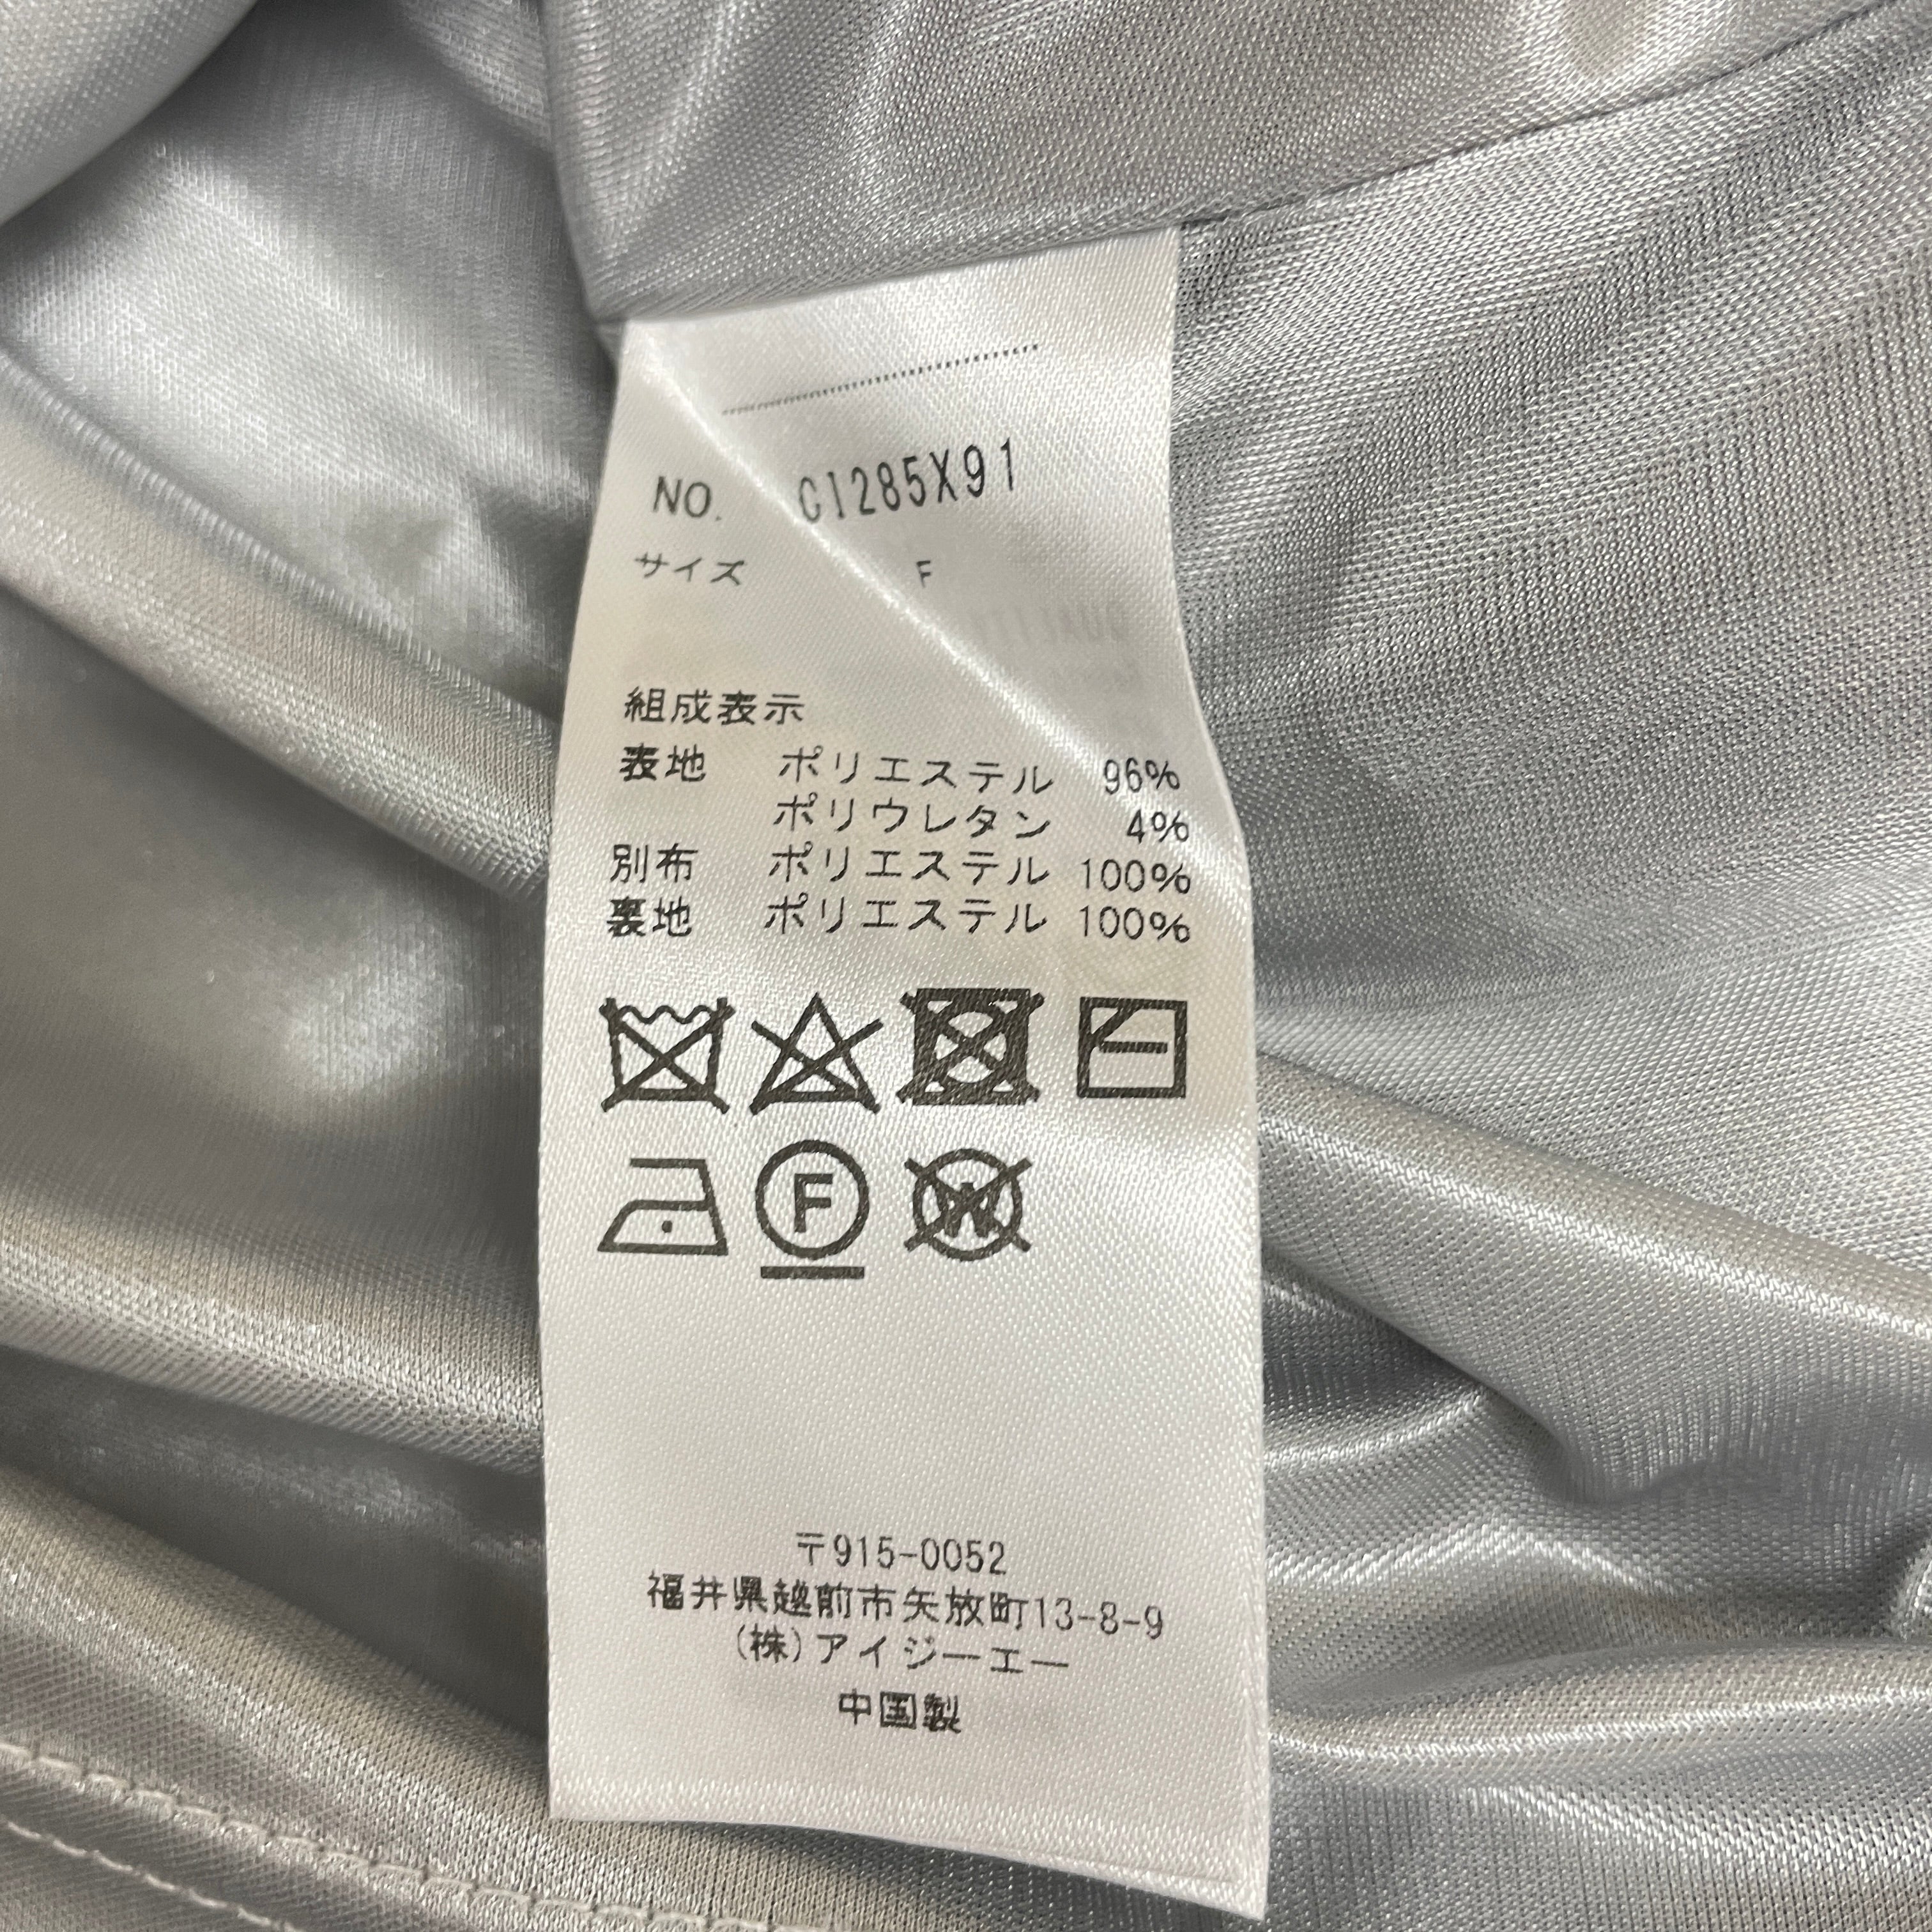 NO. CI285X91
サイズ F
組成表示
表地 ポリエステル 96%
ポリウレタン 4%
別布 ポリエステル 100%
裏地 ポリエステル 100%
F
W
〒915-0052
福井県越前市矢放町13-8-9
(株)アイジーエー
中国製